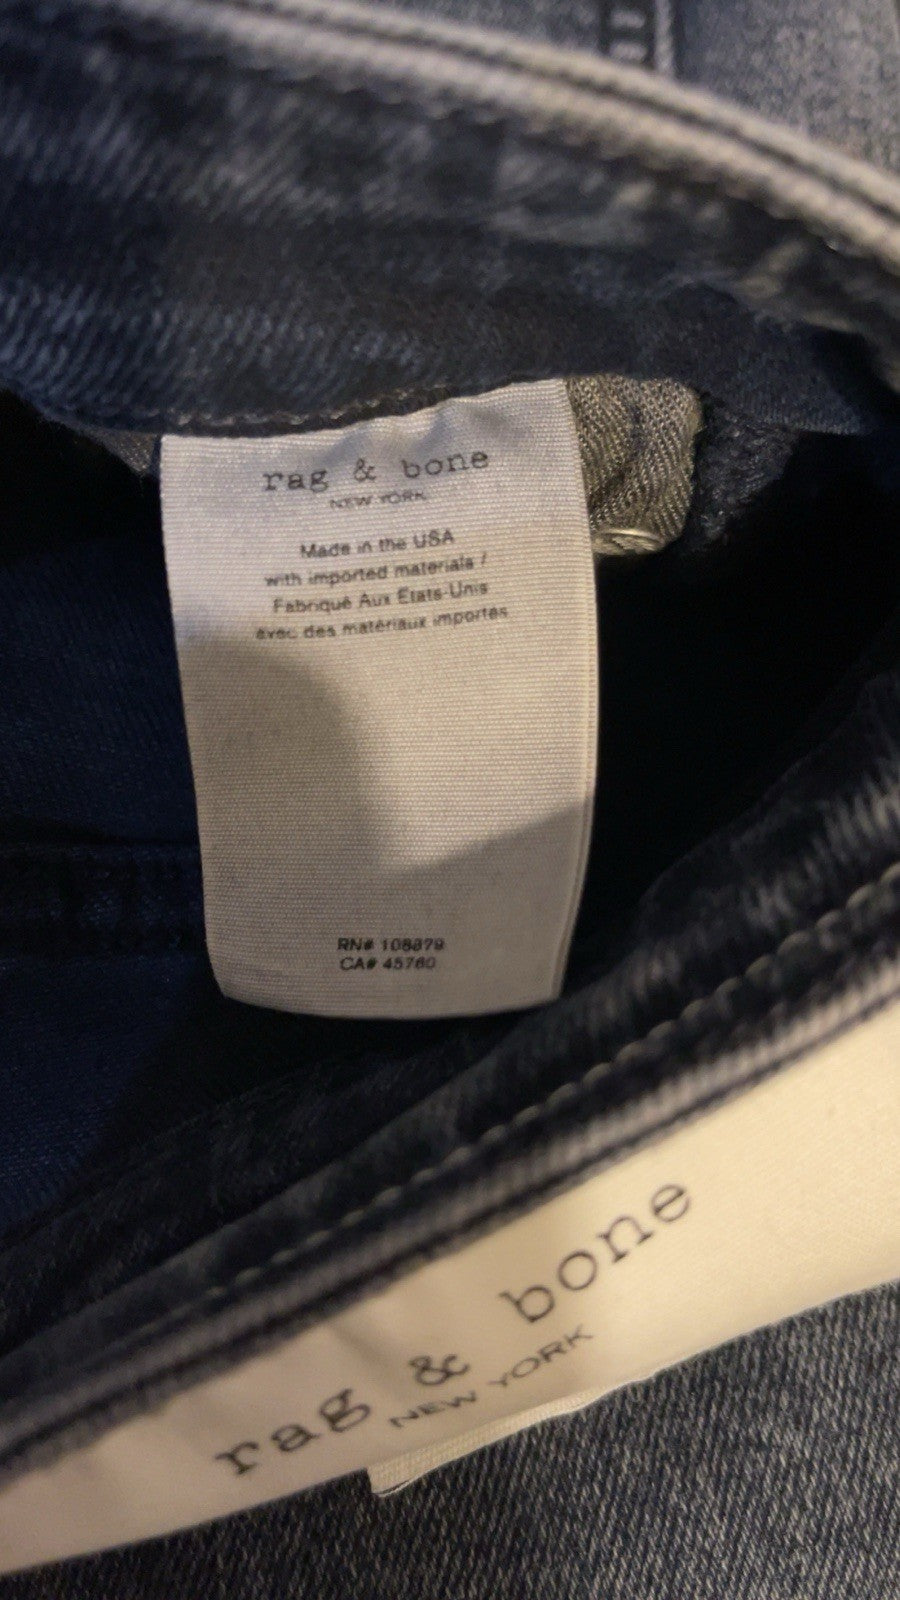 rag & bone
NEW YORK
Made in the USA
with imported materials /
Fabriqué Aux États-Unis
avec des matériaux importés
RN# 108879
CA# 45760
rag & bone
NEW YORK